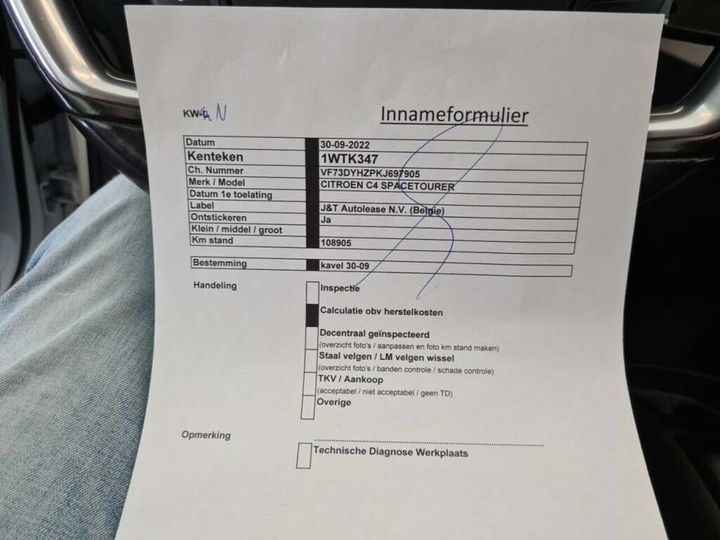 KW-L N
Innameformulier
Datum 30-09-2022
Kenteken 1WTK347
Ch. Nummer VF73DYHZPKJ697905
Merk / Model CITROEN C4 SPACETOURER
Datum 1e toelating
Label J&T Autolease N.V. (Belgie)
Ontstickeren Ja
Klein / middel / groot
Km stand 108905
Bestemming kavel 30-09
Handeling Inspectie
Calculatie obv herstelkosten
Decentraal geïnspecteerd
(overzicht foto's / aanpassen en foto km stand maken)
Staal velgen / LM velgen wissel
(overzicht foto's / banden controle / schade controle)
TKV / Aankoop
(acceptabel / niet acceptabel / geen TD)
Overige
Opmerking
Technische Diagnose Werkplaats